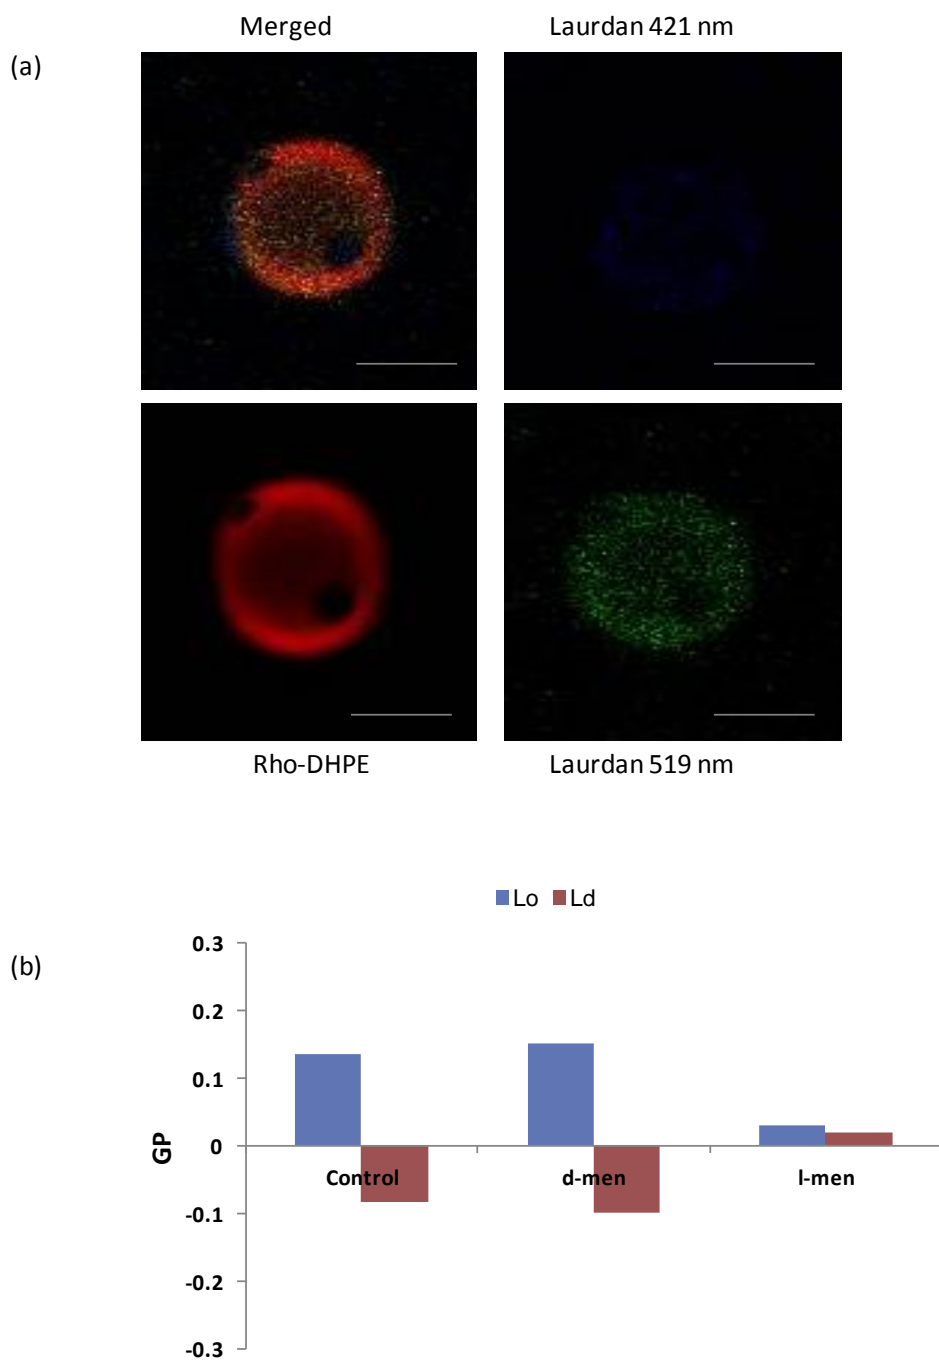 Merged Laurdan 421 nm
(a)
Rho-DHPE Laurdan 519 nm
Lo Ld
(b)
0.3
0.2
0.1
0
-0.1
-0.2
-0.3
GP
Control d-men l-men